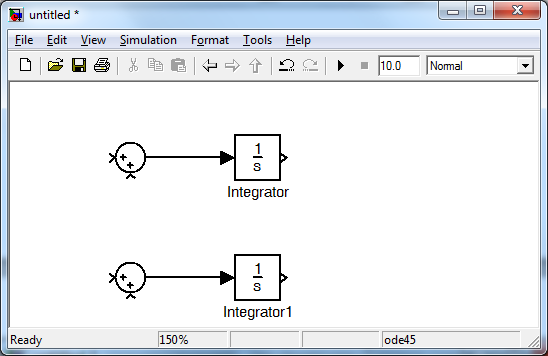 untitled *
File Edit View Simulation Format Tools Help
10.0 Normal
+
+
1
s
Integrator
+
+
1
s
Integrator1
Ready 150% ode45